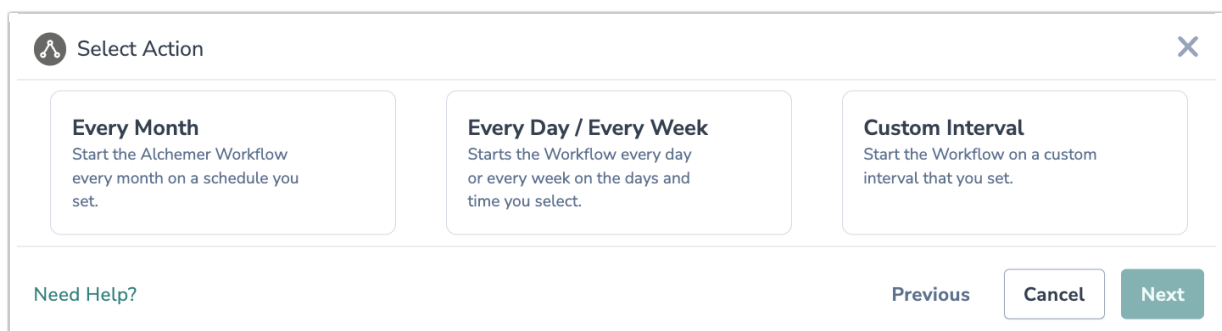 Select Action
Every Month
Start the Alchemer Workflow
every month on a schedule you
set.
Every Day / Every Week
Starts the Workflow every day
or every week on the days and
time you select.
Custom Interval
Start the Workflow on a custom
interval that you set.
Need Help?
Previous
Cancel
Next